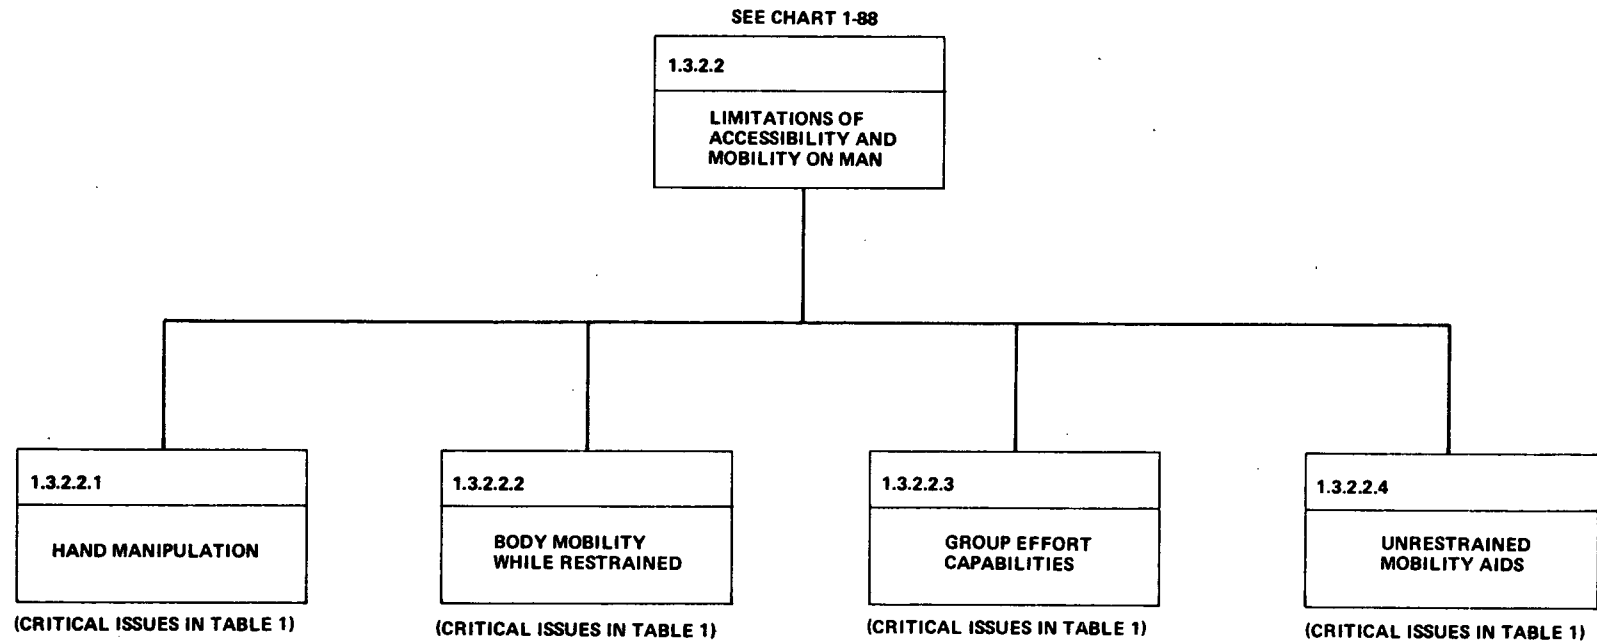 SEE CHART 1-88
1.3.2.2
LIMITATIONS OF
ACCESSIBILITY AND
MOBILITY ON MAN
1.3.2.2.1
HAND MANIPULATION
(CRITICAL ISSUES IN TABLE 1)
1.3.2.2.2
BODY MOBILITY
WHILE RESTRAINED
(CRITICAL ISSUES IN TABLE 1)
1.3.2.2.3
GROUP EFFORT
CAPABILITIES
(CRITICAL ISSUES IN TABLE 1)
1.3.2.2.4
UNRESTRAINED
MOBILITY AIDS
(CRITICAL ISSUES IN TABLE 1)